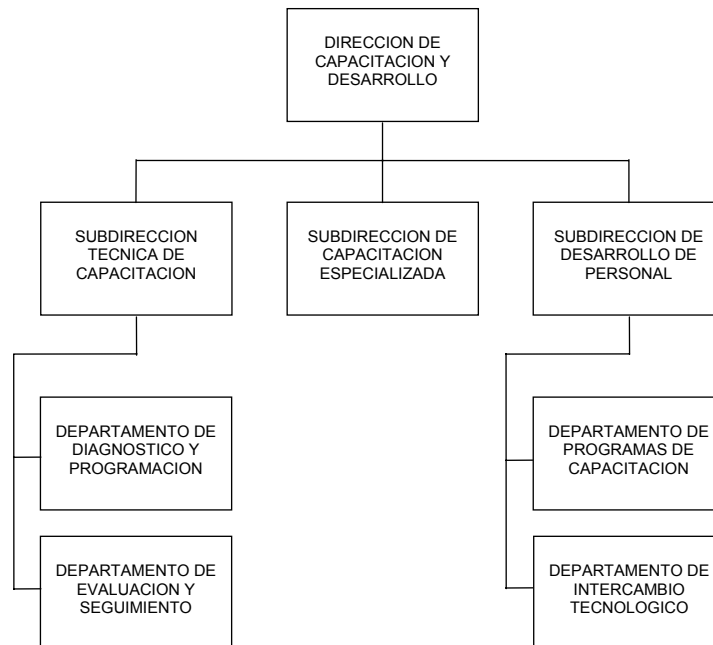 DIRECCION DE
CAPACITACION Y
DESARROLLO
SUBDIRECCION
TECNICA DE
CAPACITACION
SUBDIRECCION DE
CAPACITACION
ESPECIALIZADA
SUBDIRECCION DE
DESARROLLO DE
PERSONAL
DEPARTAMENTO DE
DIAGNOSTICO Y
PROGRAMACION
DEPARTAMENTO DE
PROGRAMAS DE
CAPACITACION
DEPARTAMENTO DE
EVALUACION Y
SEGUIMIENTO
DEPARTAMENTO DE
INTERCAMBIO
TECNOLOGICO